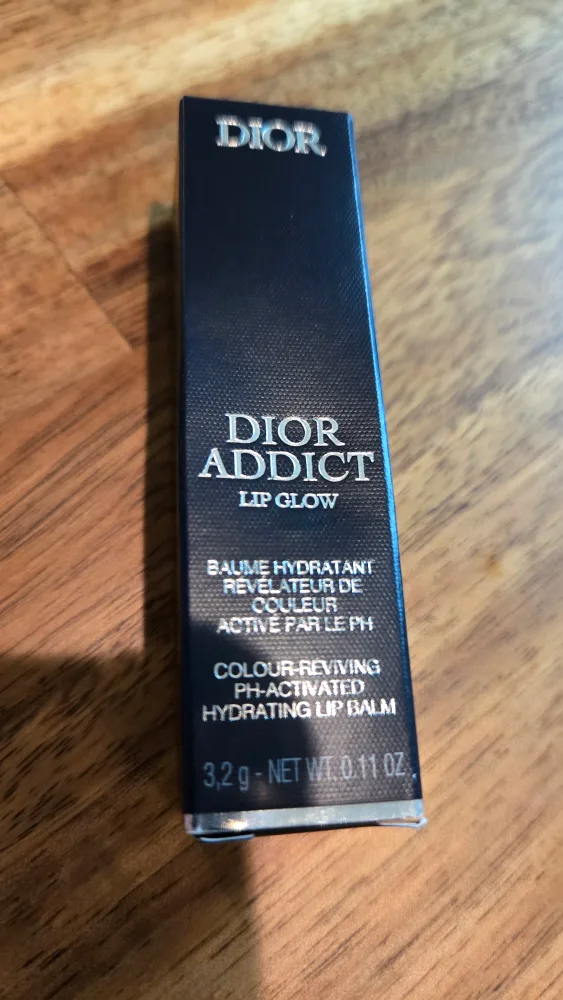 DIOR
DIOR
ADDICT
LIP GLOW
BAUME HYDRATANT
RÉVÉLATEUR DE
COULEUR
ACTIVÉ PAR LE PH
COLOUR-REVIVING
PH-ACTIVATED
HYDRATING LIP BALM
3,2 g - NET WT. 0.11 OZ.